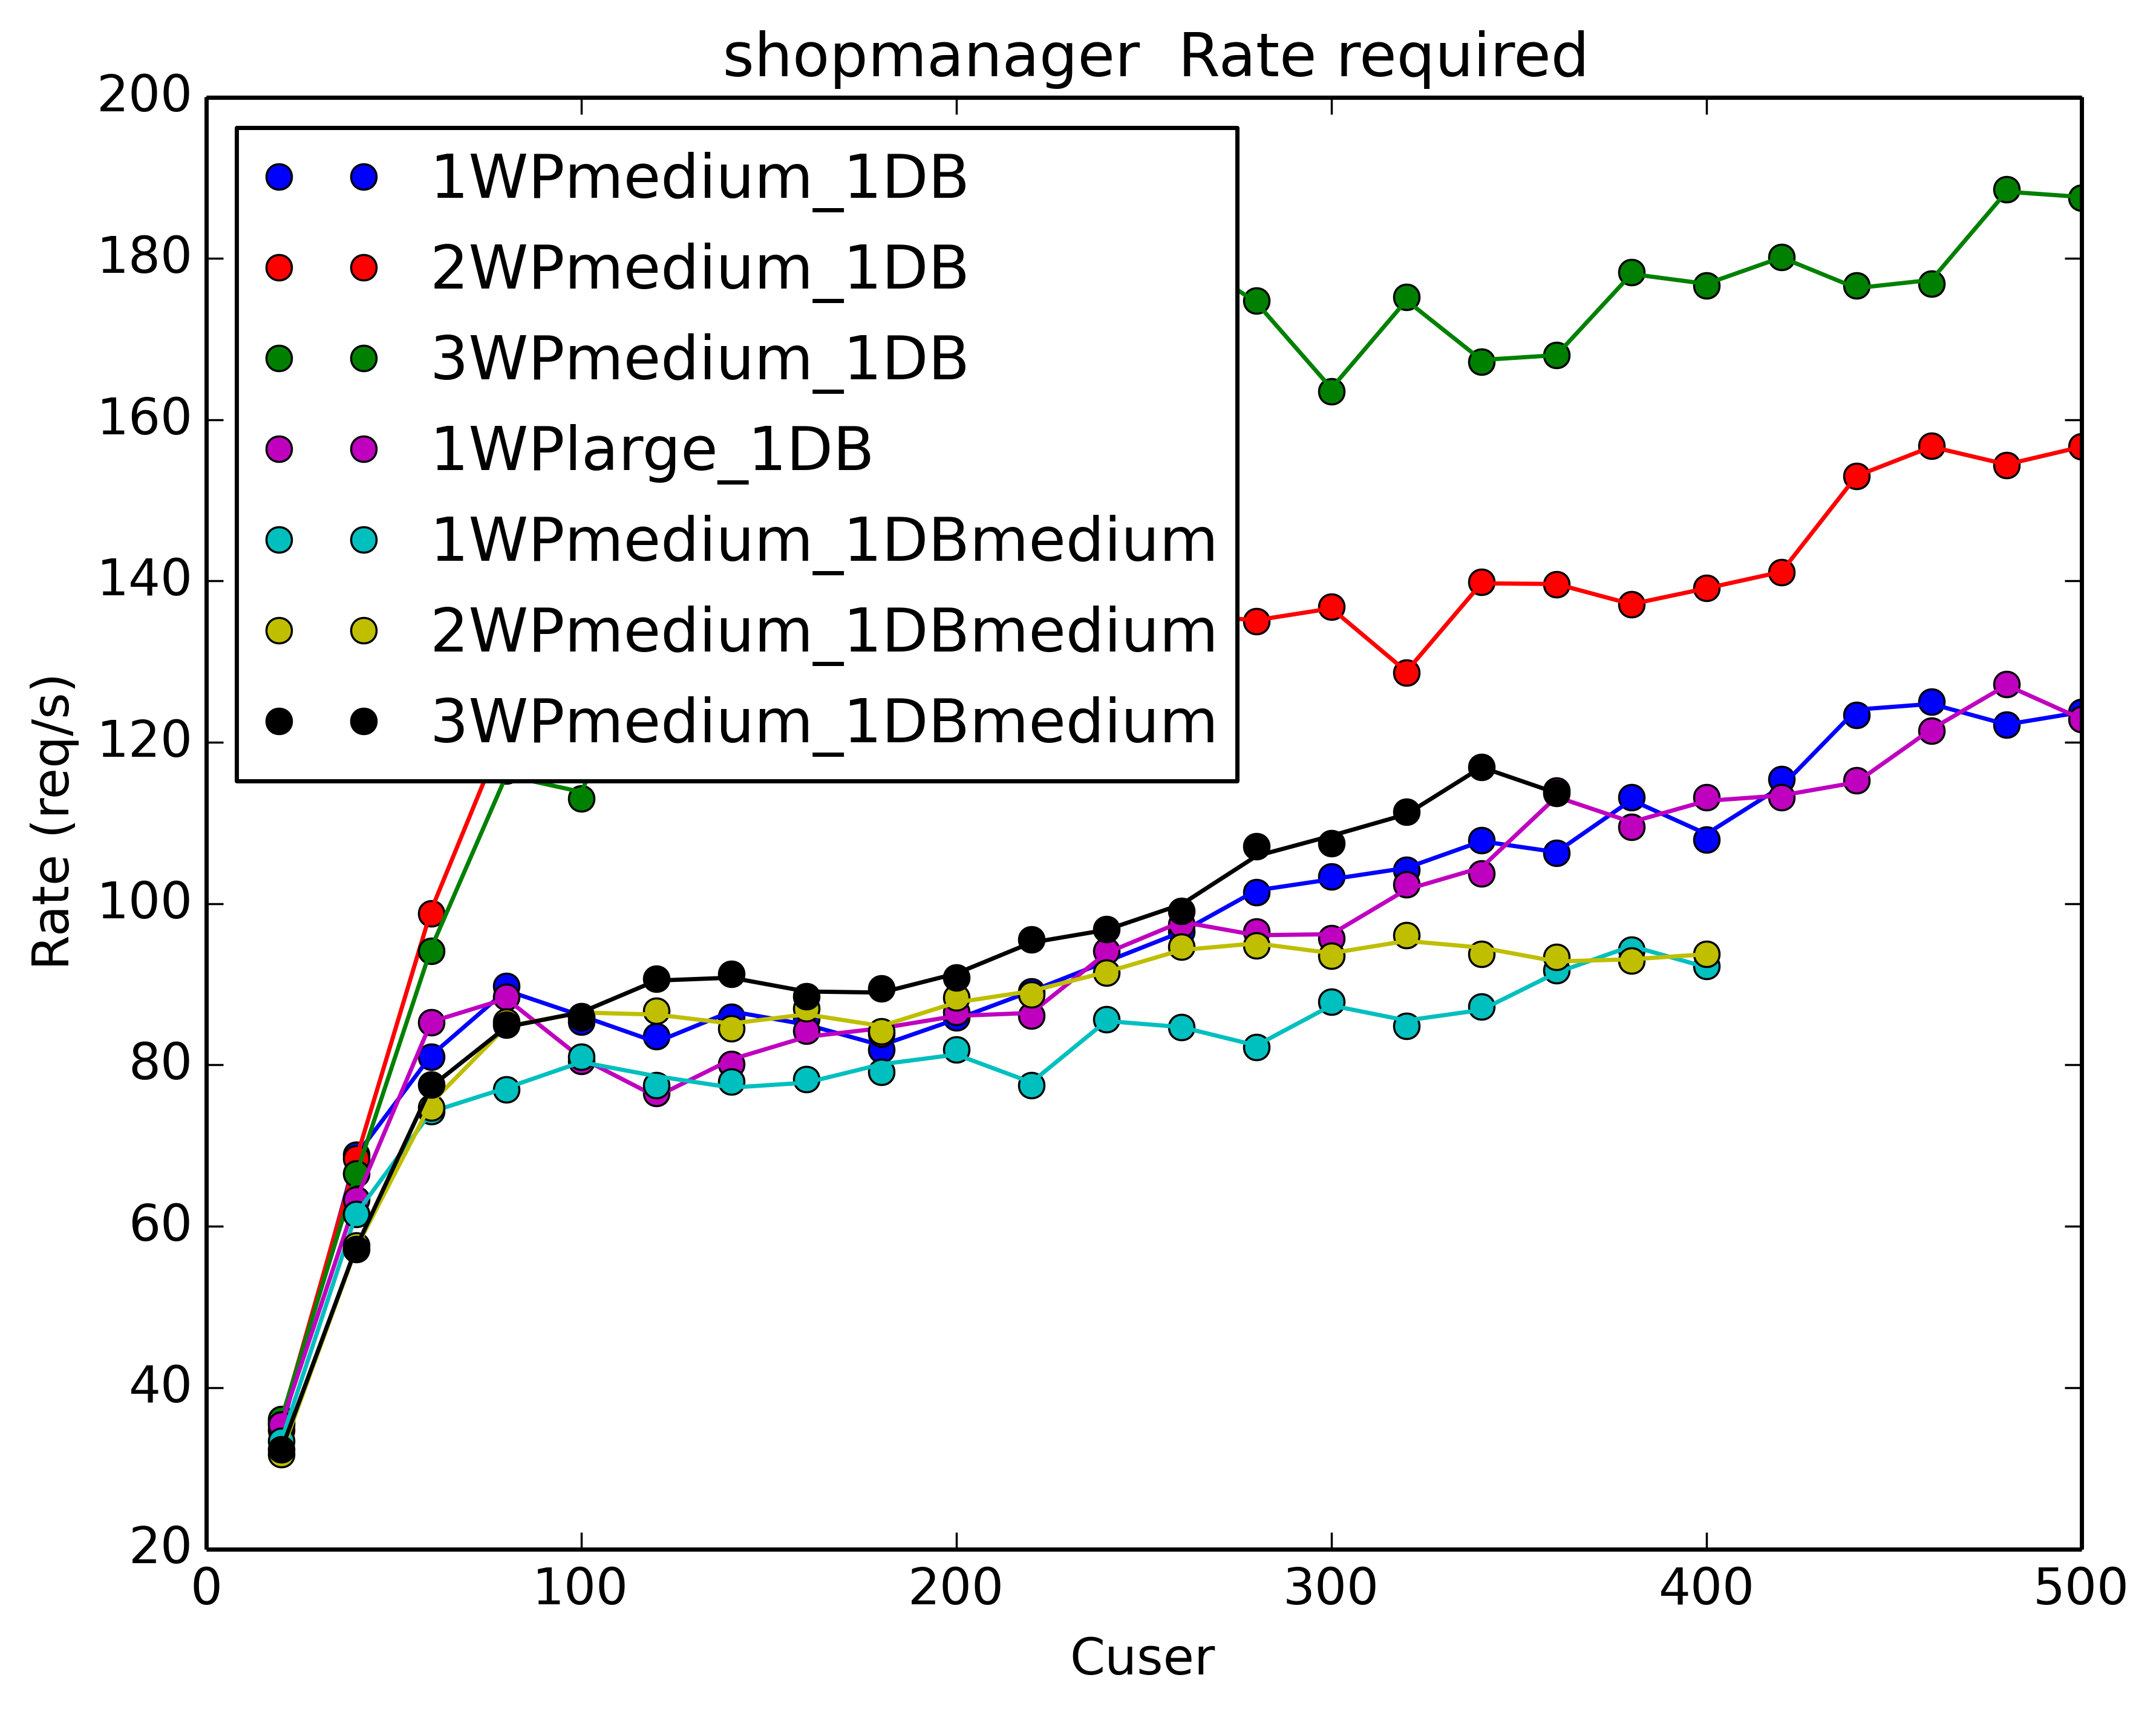 shopmanager  Rate required
200
180
160
140
120
100
80
60
40
20
Rate (req/s)
1WPmedium_1DB
2WPmedium_1DB
3WPmedium_1DB
1WPlarge_1DB
1WPmedium_1DBmedium
2WPmedium_1DBmedium
3WPmedium_1DBmedium
0 100 200 300 400 500
Cuser